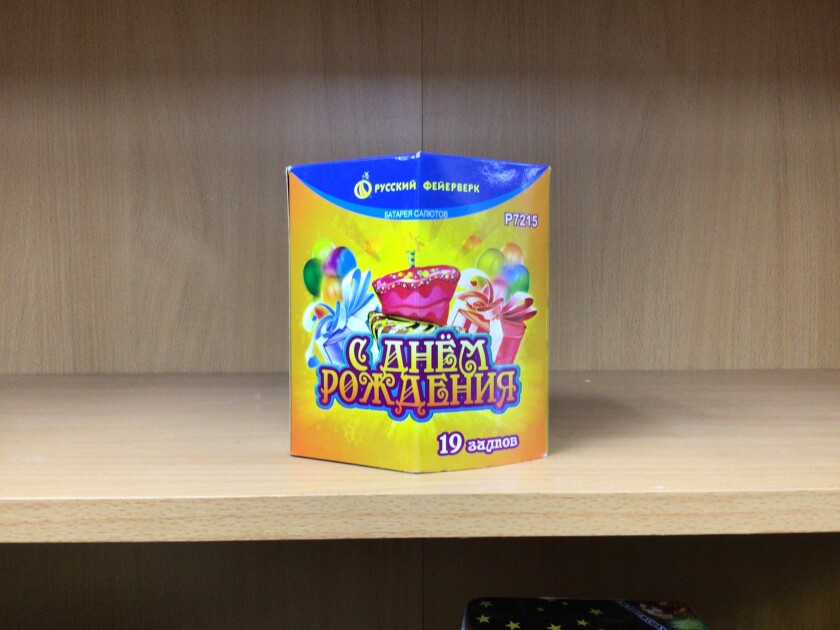 РУССКИЙ ФЕЙЕРВЕРК
БАТАРЕЯ САЛЮТОВ
Р7215
С ДНЁМ
РОЖДЕНИЯ
19 залпов